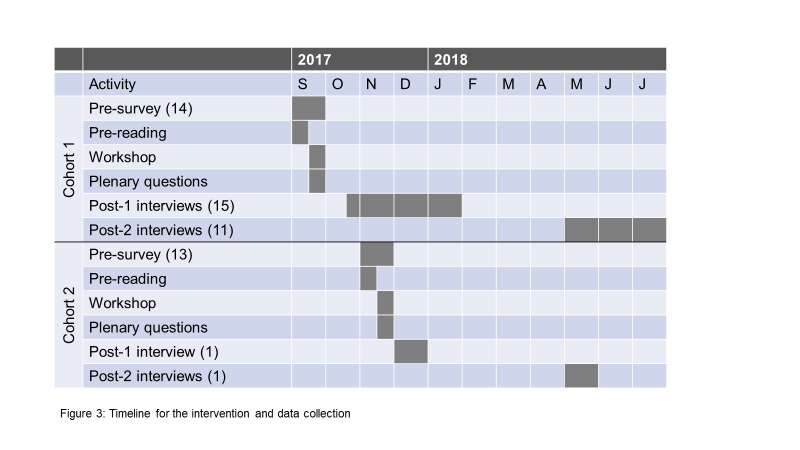 2017 2018
Activity S O N D J F M A M J J
Cohort 1
Pre-survey (14)
Pre-reading
Workshop
Plenary questions
Post-1 interviews (15)
Post-2 interviews (11)
Cohort 2
Pre-survey (13)
Pre-reading
Workshop
Plenary questions
Post-1 interview (1)
Post-2 interviews (1)
Figure 3: Timeline for the intervention and data collection